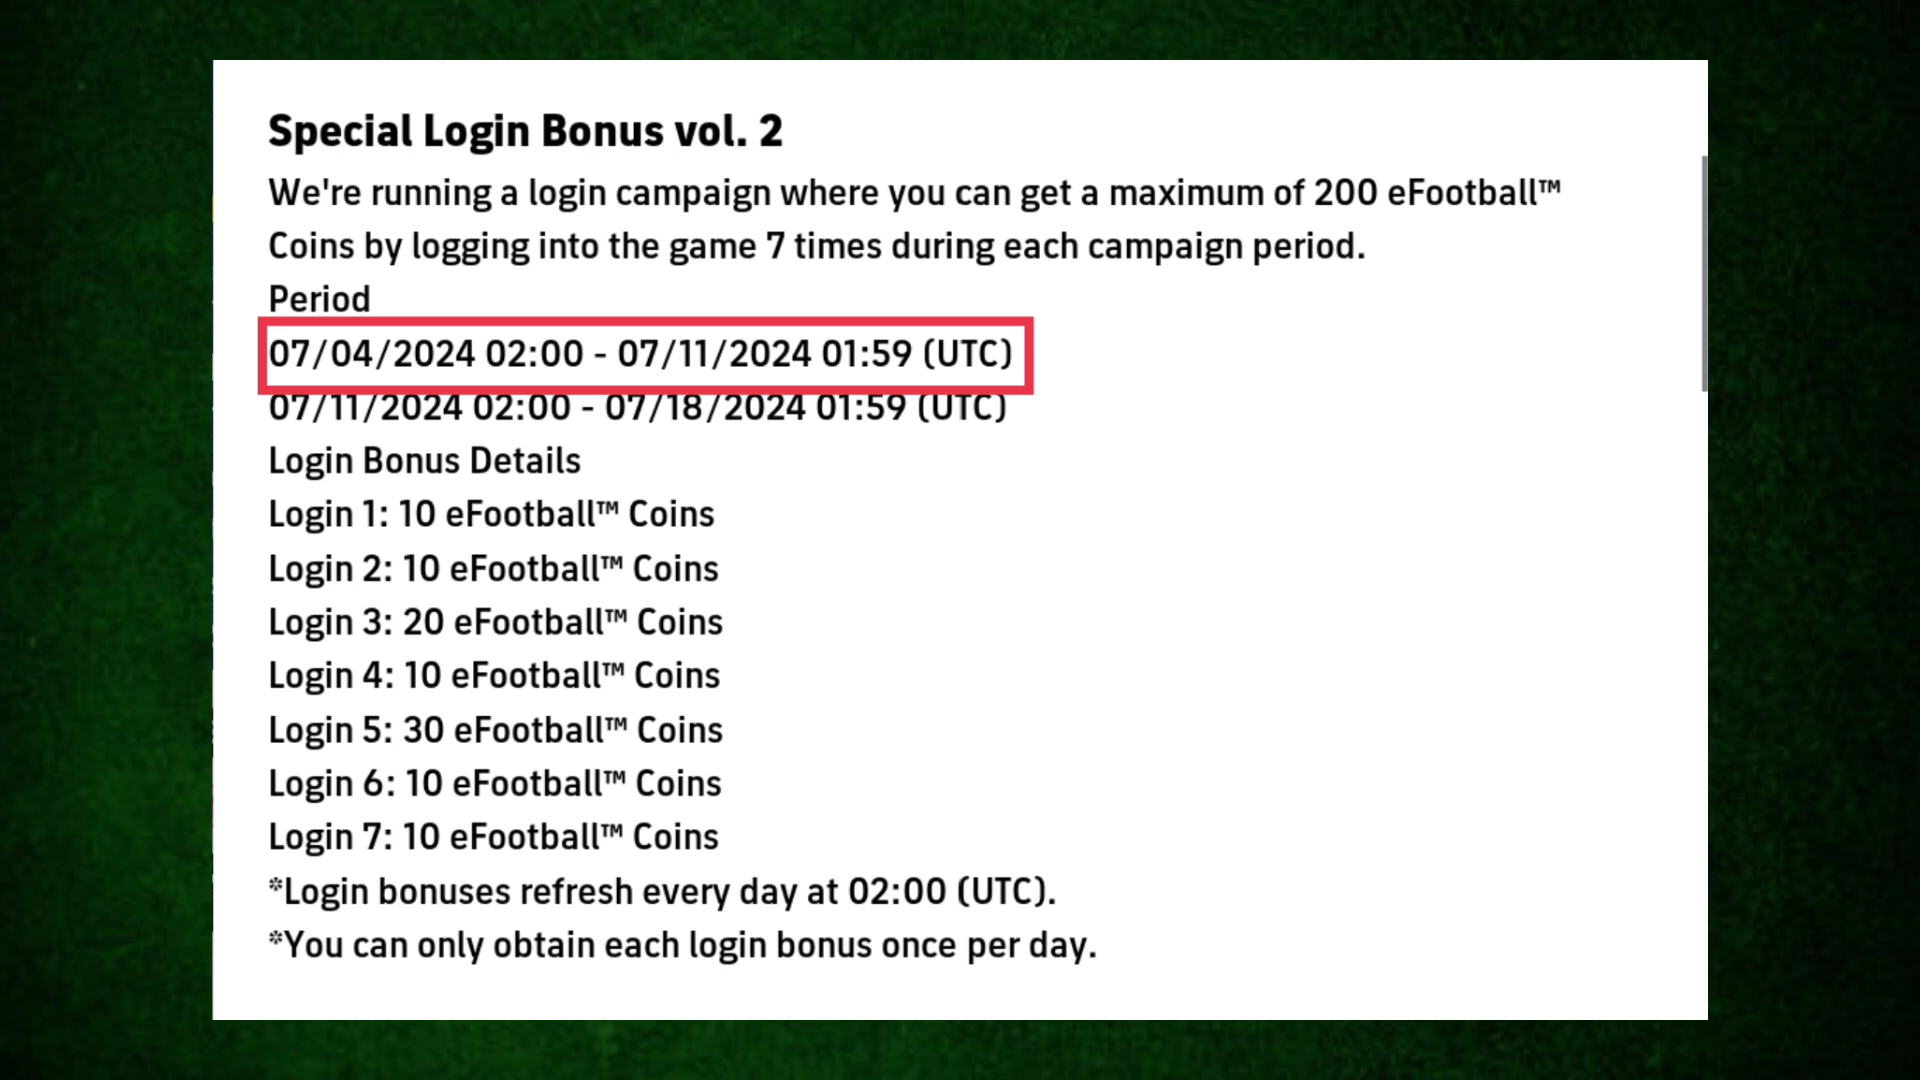 Special Login Bonus vol. 2
We're running a login campaign where you can get a maximum of 200 eFootball™
Coins by logging into the game 7 times during each campaign period.
Period
07/04/2024 02:00 - 07/11/2024 01:59 (UTC)
07/11/2024 02:00 - 07/18/2024 01:59 (UTC)
Login Bonus Details
Login 1: 10 eFootball™ Coins
Login 2: 10 eFootball™ Coins
Login 3: 20 eFootball™ Coins
Login 4: 10 eFootball™ Coins
Login 5: 30 eFootball™ Coins
Login 6: 10 eFootball™ Coins
Login 7: 10 eFootball™ Coins
*Login bonuses refresh every day at 02:00 (UTC).
*You can only obtain each login bonus once per day.